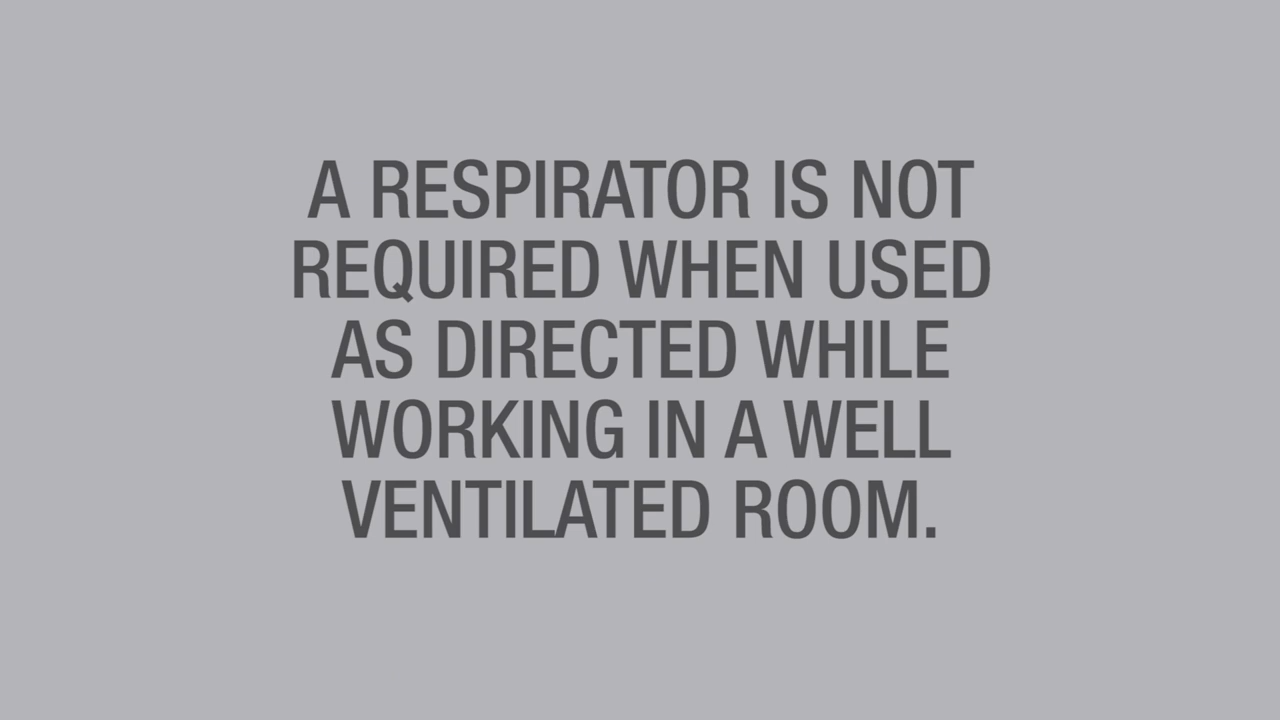 A RESPIRATOR IS NOT
REQUIRED WHEN USED
AS DIRECTED WHILE
WORKING IN A WELL
VENTILATED ROOM.